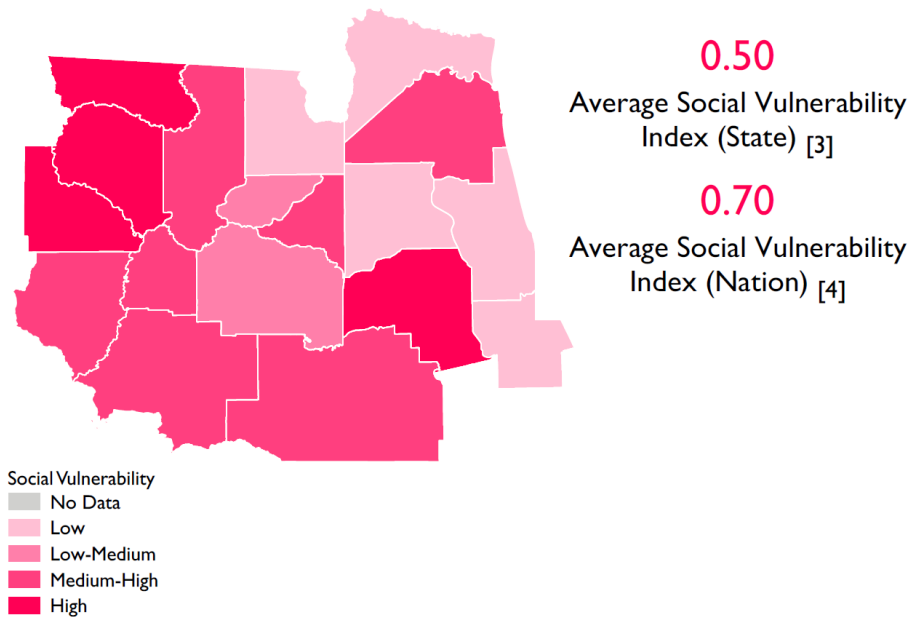 0.50
Average Social Vulnerability
Index (State) [3]
0.70
Average Social Vulnerability
Index (Nation) [4]
Social Vulnerability
No Data
Low
Low-Medium
Medium-High
High